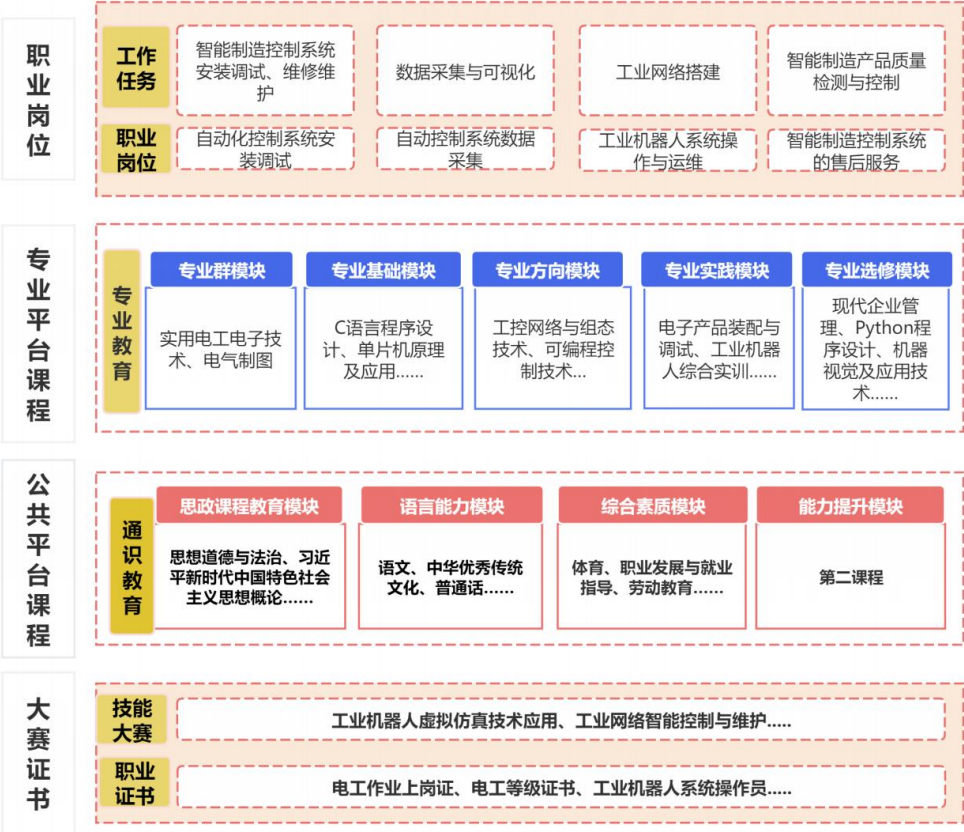 职业岗位
工作
任务
智能制造控制系统
安装调试、维修维
护
数据采集与可视化
工业网络搭建
智能制造产品质量
检测与控制
职业
岗位
自动化控制系统安
装调试
自动控制系统数据
采集
工业机器人系统操
作与运维
智能制造控制系统
的售后服务
专业平台课程
专业教育
专业群模块
实用电工电子技
术、电气制图
专业基础模块
C语言程序设
计、单片机原理
及应用......
专业方向模块
工控网络与组态
技术、可编程控
制技术...
专业实践模块
电子产品装配与
调试、工业机器
人综合实训......
专业选修模块
现代企业管
理、Python程
序设计、机器
视觉及应用技
术......
公共平台课程
通识教育
思政课程教育模块
思想道德与法治、习近
平新时代中国特色社会
主义思想概论......
语言能力模块
语文、中华优秀传统
文化、普通话......
综合素质模块
体育、职业发展与就业
指导、劳动教育......
能力提升模块
第二课程
大赛证书
技能
大赛
工业机器人虚拟仿真技术应用、工业网络智能控制与维护.....
职业
证书
电工作业上岗证、电工等级证书、工业机器人系统操作员.....